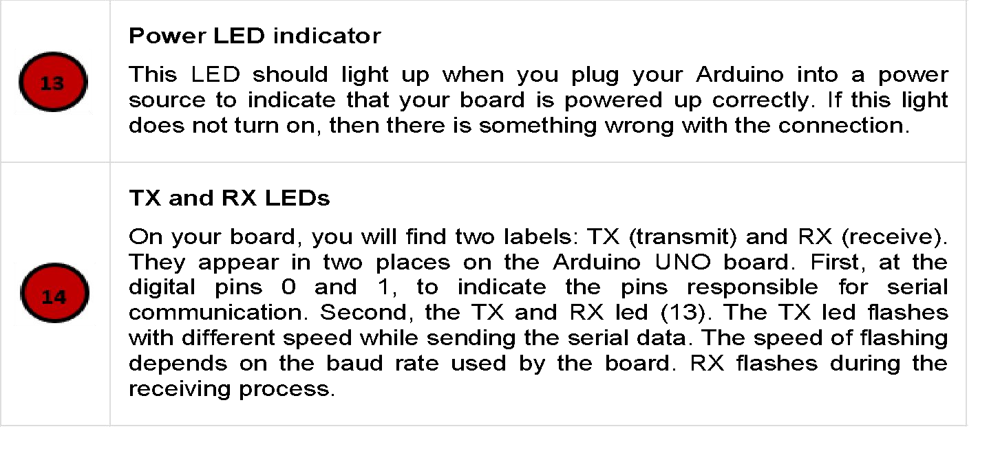 13
Power LED indicator
This LED should light up when you plug your Arduino into a power
source to indicate that your board is powered up correctly. If this light
does not turn on, then there is something wrong with the connection.
14
TX and RX LEDs
On your board, you will find two labels: TX (transmit) and RX (receive).
They appear in two places on the Arduino UNO board. First, at the
digital pins 0 and 1, to indicate the pins responsible for serial
communication. Second, the TX and RX led (13). The TX led flashes
with different speed while sending the serial data. The speed of flashing
depends on the baud rate used by the board. RX flashes during the
receiving process.